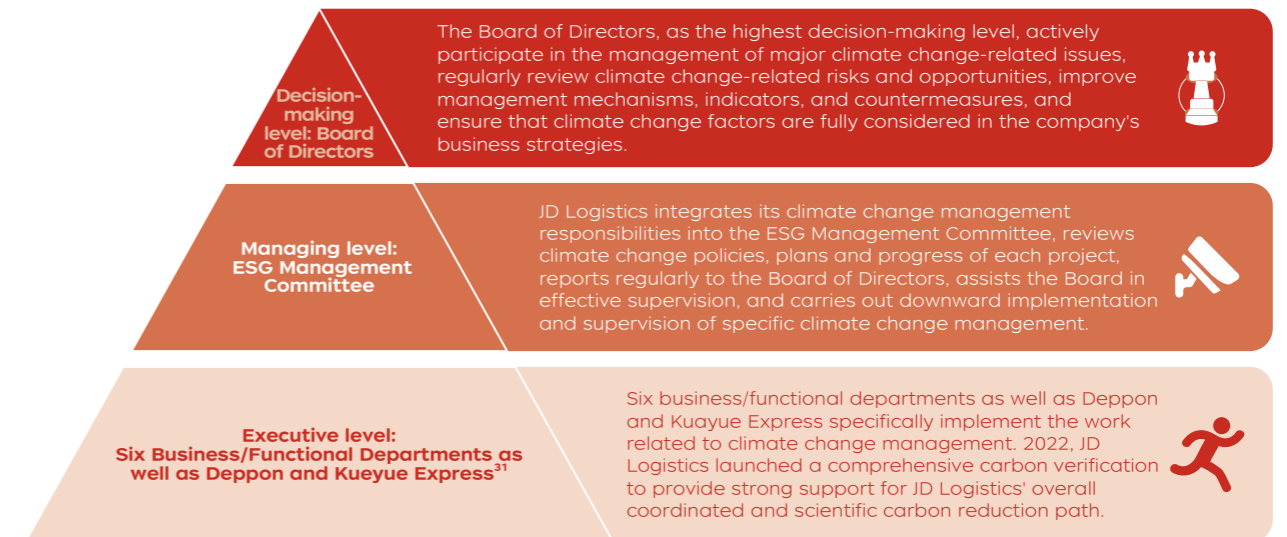 Decision-
making
level: Board
of Directors
The Board of Directors, as the highest decision-making level, actively
participate in the management of major climate change-related issues,
regularly review climate change-related risks and opportunities, improve
management mechanisms, indicators, and countermeasures, and
ensure that climate change factors are fully considered in the company's
business strategies.
Managing level:
ESG Management
Committee
JD Logistics integrates its climate change management
responsibilities into the ESG Management Committee, reviews
climate change policies, plans and progress of each project,
reports regularly to the Board of Directors, assists the Board in
effective supervision, and carries out downward implementation
and supervision of specific climate change management.
Executive level:
Six Business/Functional Departments as
well as Deppon and Kueyue Express³¹
Six business/functional departments as well as Deppon
and Kuayue Express specifically implement the work
related to climate change management. 2022, JD
Logistics launched a comprehensive carbon verification
to provide strong support for JD Logistics' overall
coordinated and scientific carbon reduction path.